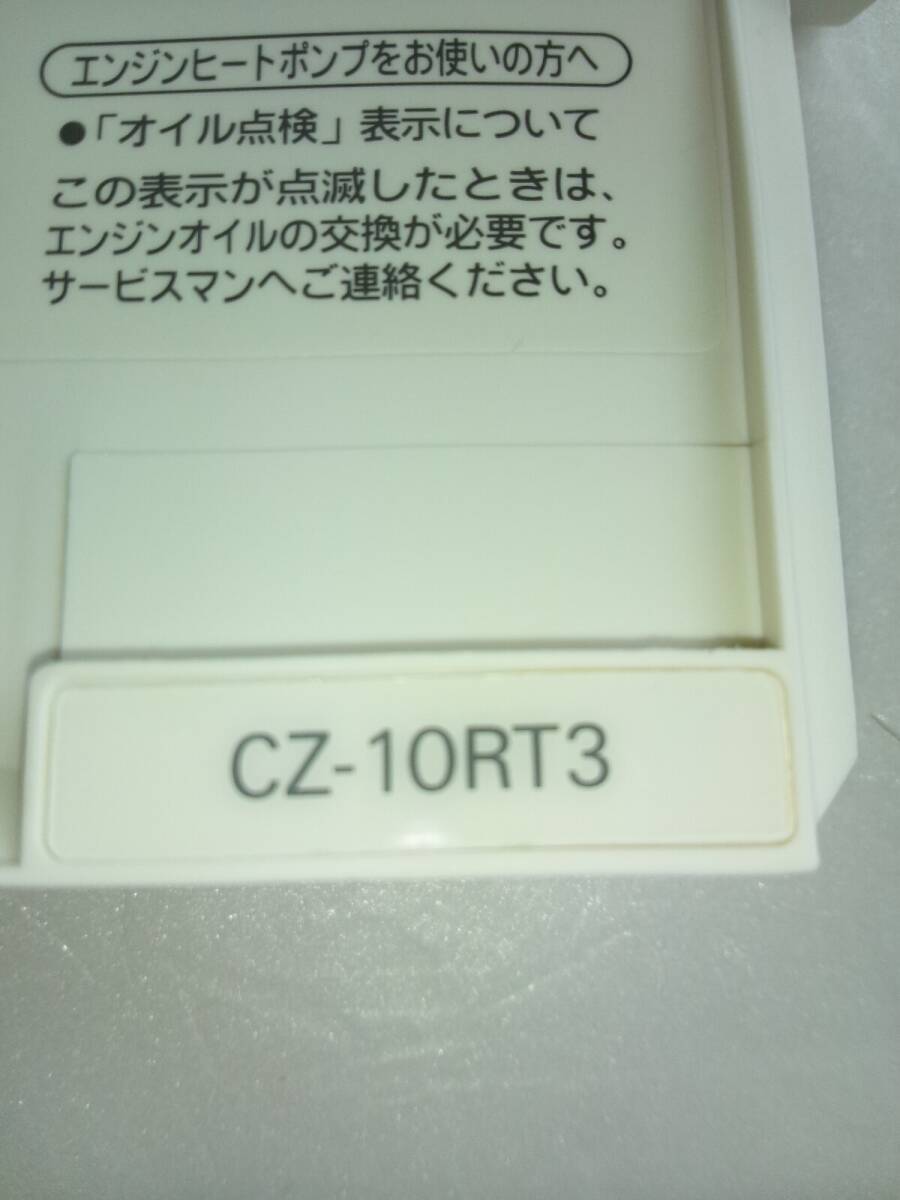 エンジンヒートポンプをお使いの方へ
●「オイル点検」表示について
この表示が点滅したときは、
エンジンオイルの交換が必要です。
サービスマンへご連絡ください。
CZ-10RT3